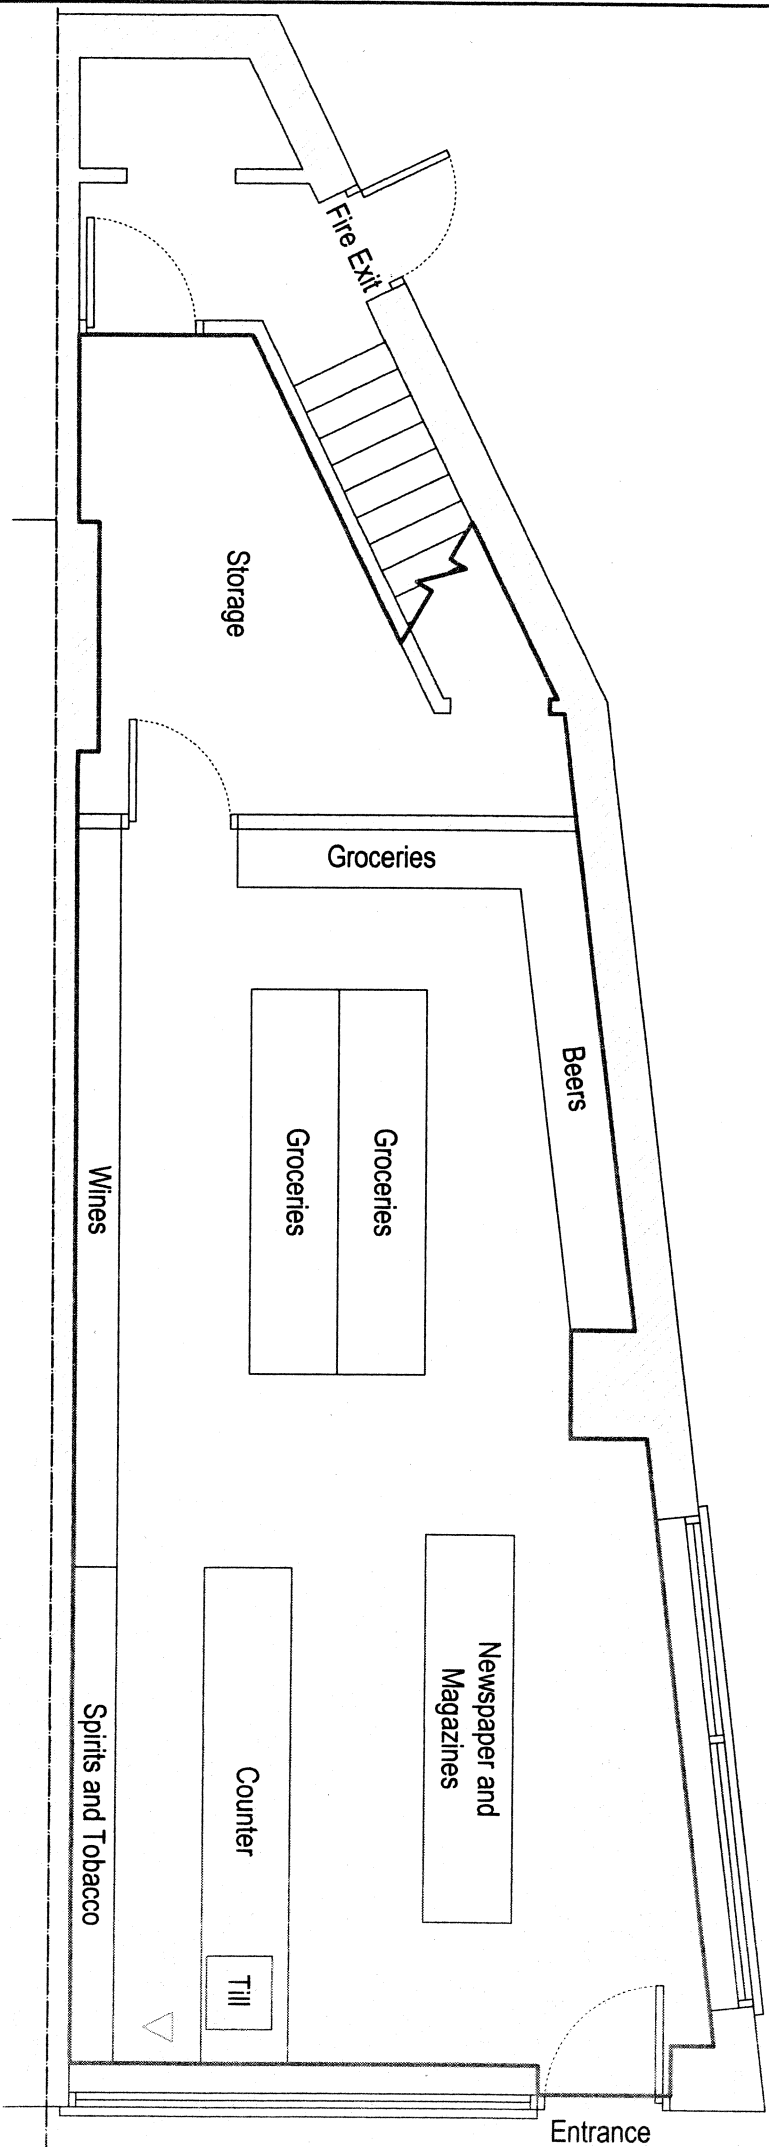 Fire Exit
Storage
Groceries
Beers
Groceries
Groceries
Wines
Newspaper and
Magazines
Counter
Spirits and Tobacco
Till
Entrance